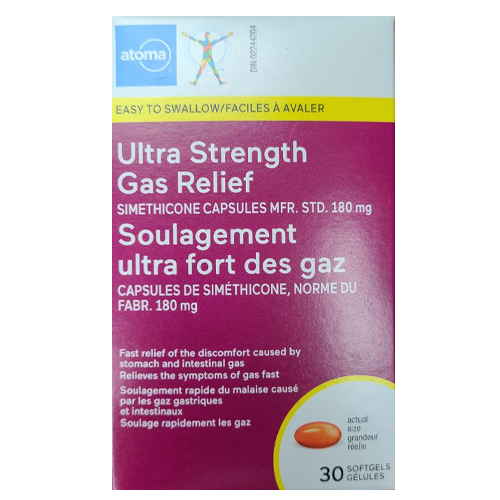 atoma
DIN 02244204
EASY TO SWALLOW/FACILES À AVALER
Ultra Strength
Gas Relief
SIMETHICONE CAPSULES MFR. STD. 180 mg
Soulagement
ultra fort des gaz
CAPSULES DE SIMÉTHICONE, NORME DU
FABR. 180 mg
Fast relief of the discomfort caused by
stomach and intestinal gas
Relieves the symptoms of gas fast
Soulagement rapide du malaise causé
par les gaz gastriques
et intestinaux
Soulage rapidement les gaz
actual
size
grandeur
réelle
30 SOFTGELS
GÉLULES